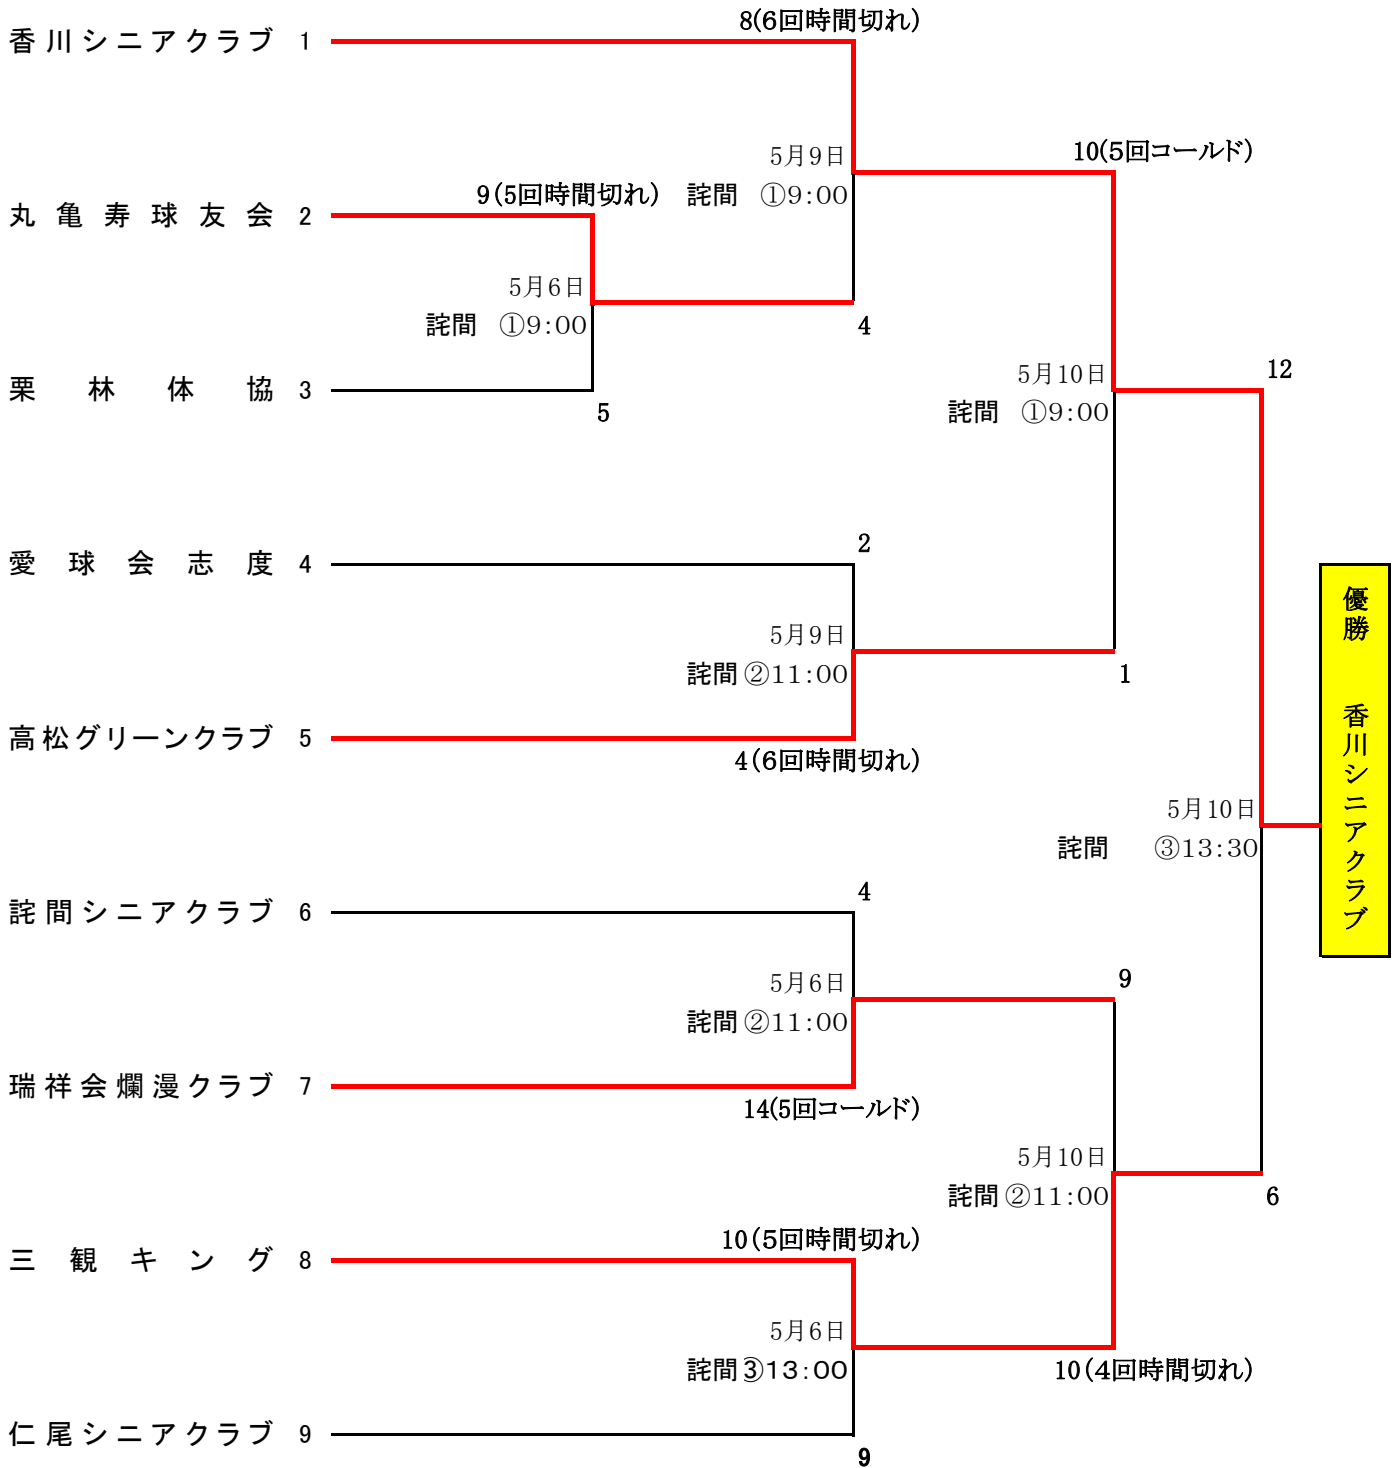 8(6回時間切れ)
香川シニアクラブ 1
10(5回コールド)
5月9日
9(5回時間切れ) 詫間 ①9:00
丸亀寿球友会 2
5月6日
詫間 ①9:00
4
12
5月10日
栗林体協 3
詫間 ①9:00
5
2
愛球会志度 4
優勝 香川シニアクラブ
5月9日
詫間 ②11:00
1
高松グリーンクラブ 5
4(6回時間切れ)
5月10日
詫間 ③13:30
4
詫間シニアクラブ 6
9
5月6日
詫間 ②11:00
瑞祥会爛漫クラブ 7
14(5回コールド)
5月10日
詫間 ②11:00
6
10(5回時間切れ)
三観キング 8
5月6日
詫間 ③13:00
10(4回時間切れ)
仁尾シニアクラブ 9
9